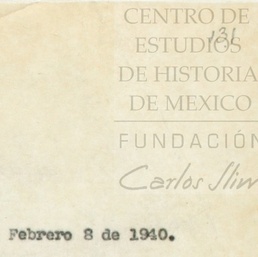 CENTRO DE
ESTUDIOS
DE HISTORIA
DE MEXICO
131
FUNDACIÓN
Carlos Slim
Febrero 8 de 1940.